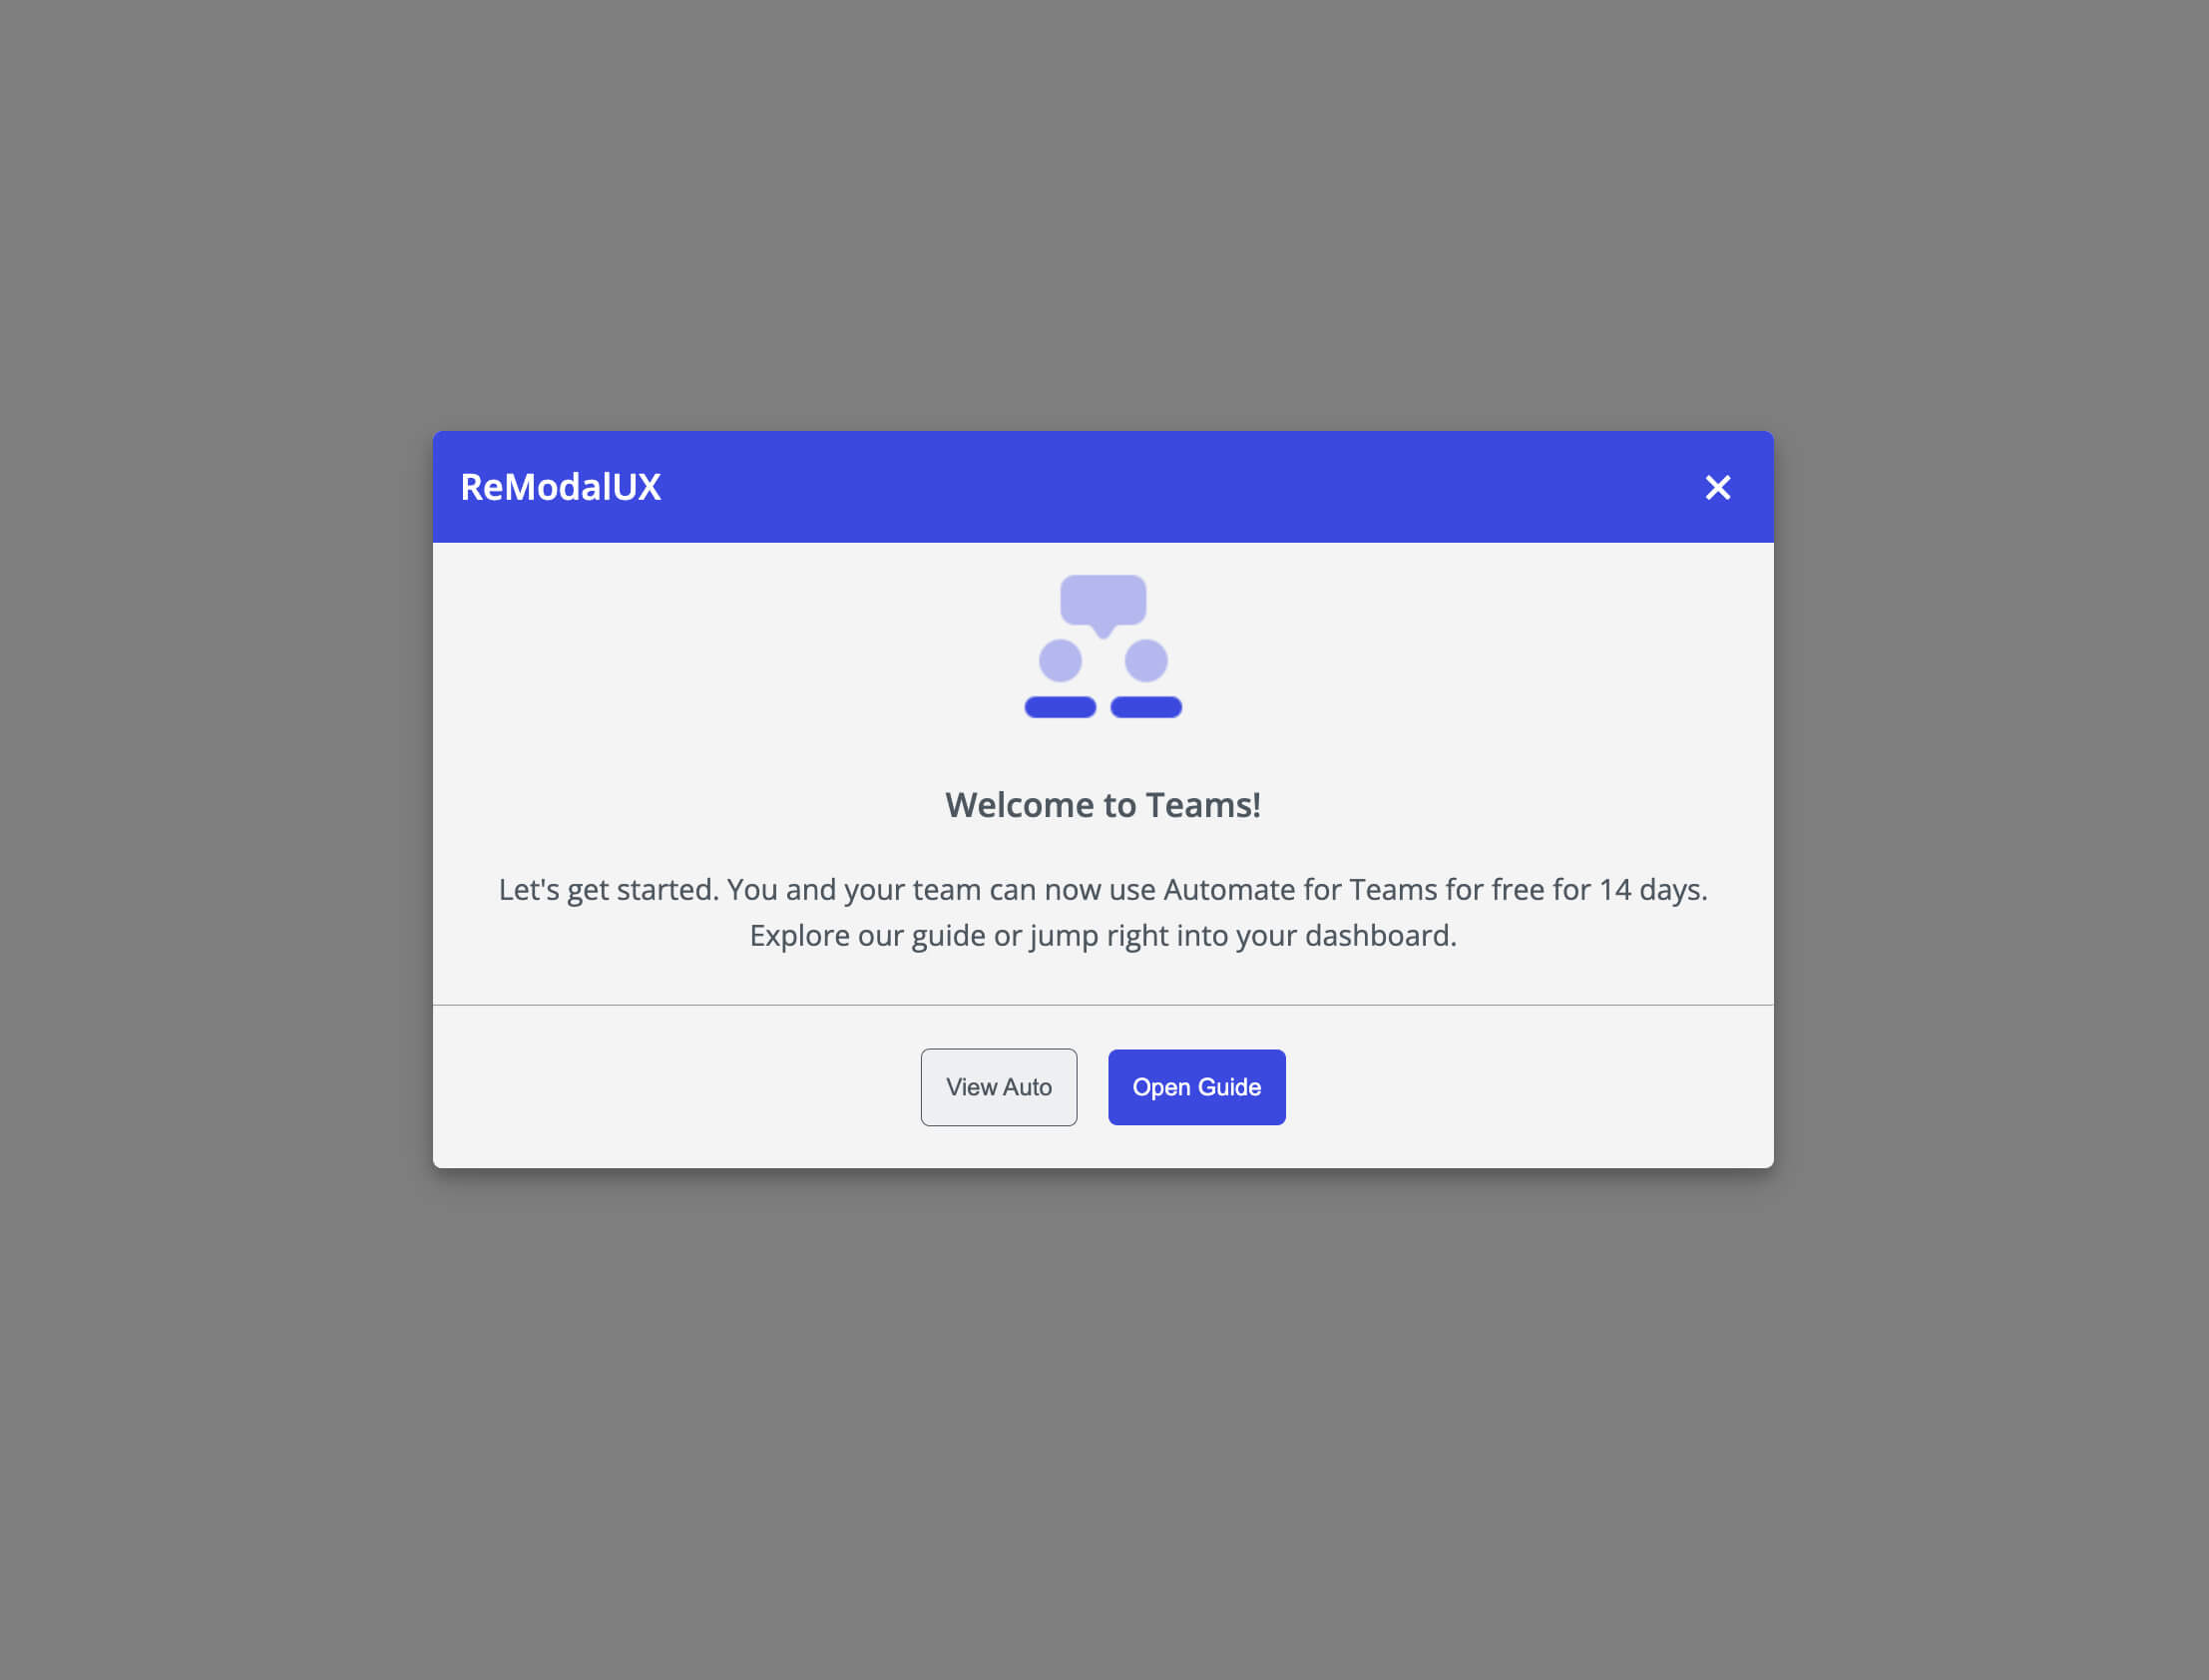 ReModalUX
Welcome to Teams!
Let's get started. You and your team can now use Automate for Teams for free for 14 days.
Explore our guide or jump right into your dashboard.
View Auto
Open Guide